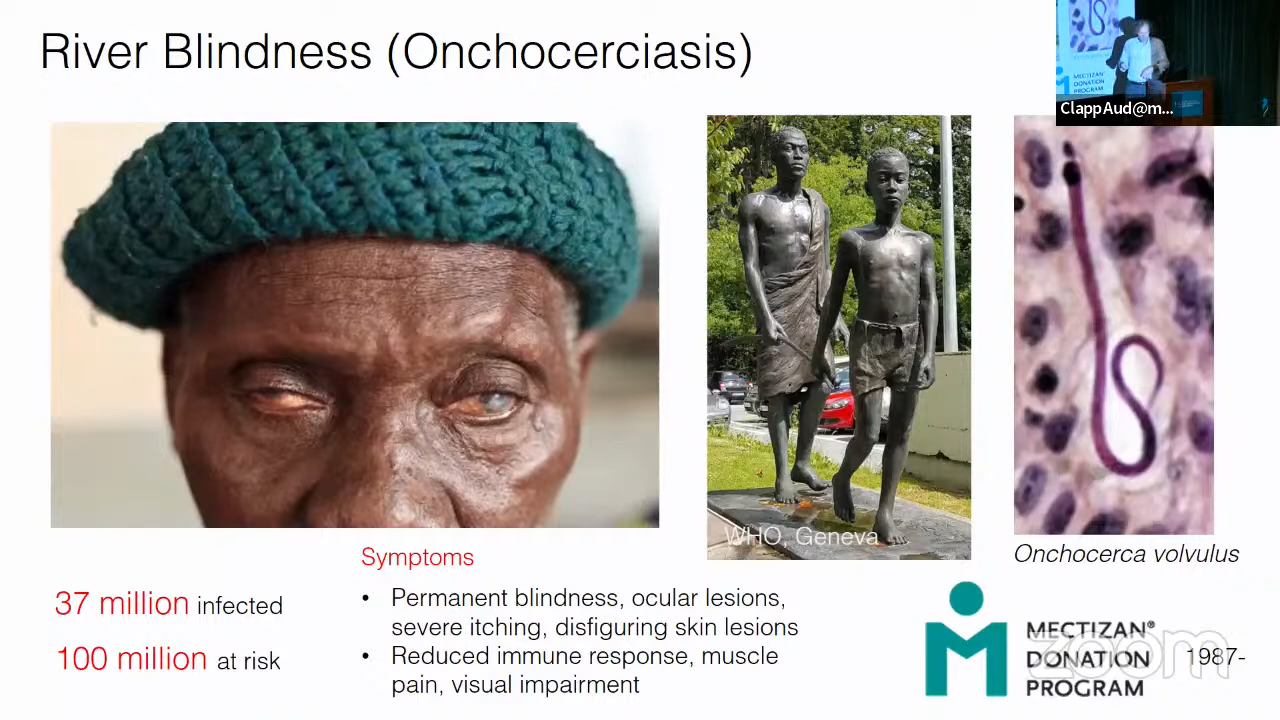 River Blindness (Onchocerciasis)
MECTIZAN®
DONATION
PROGRAM
ClappAud@m...
WHO, Geneva
Onchocerca volvulus
Symptoms
37 million infected
100 million at risk
• Permanent blindness, ocular lesions,
severe itching, disfiguring skin lesions
• Reduced immune response, muscle
pain, visual impairment
MECTIZAN®
DONATION
PROGRAM
zoom
1987-